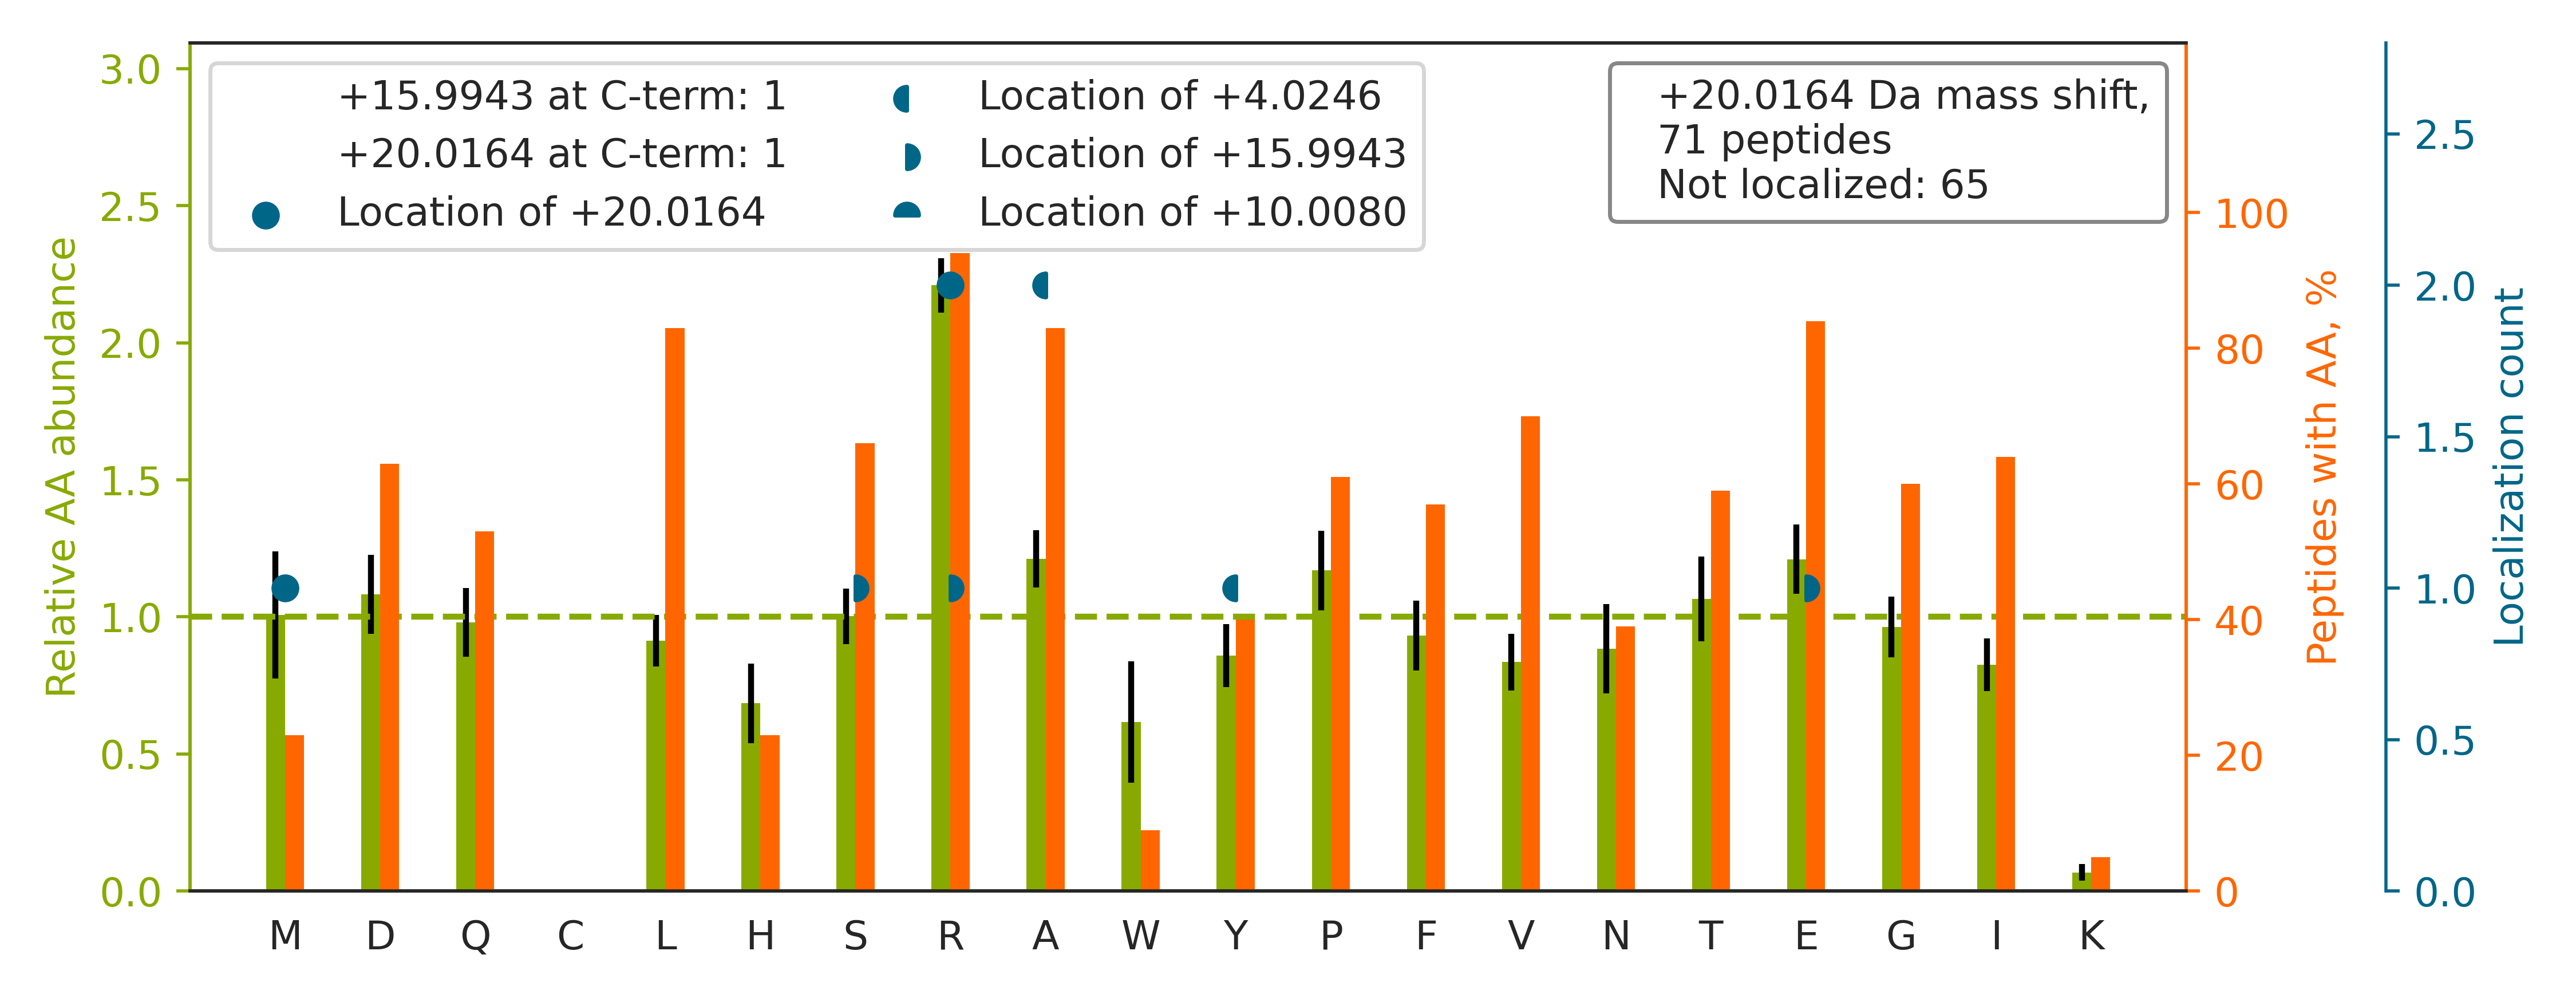 +15.9943 at C-term: 1
+20.0164 at C-term: 1
Location of +20.0164
Location of +4.0246
Location of +15.9943
Location of +10.0080
+20.0164 Da mass shift,
71 peptides
Not localized: 65
Relative AA abundance
3.0
2.5
2.0
1.5
1.0
0.5
0.0
M D Q C L H S R A W Y P F V N T E G I K
100
80
60
40
20
0
Peptides with AA, %
2.5
2.0
1.5
1.0
0.5
0.0
Localization count